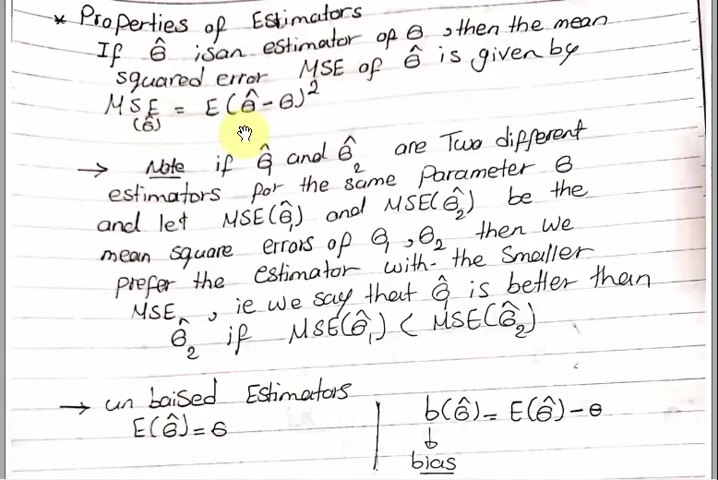 * Properties of Estimators
If θ̂ is an estimator of θ, then the mean
squared error MSE of θ̂ is given by
MSE(θ̂) = E(θ̂-θ)²
→ Note if θ̂₁ and θ̂₂ are Two different
estimators for the same Parameter θ
and let MSE(θ̂₁) and MSE(θ̂₂) be the
mean square errors of θ₁, θ₂ then we
prefer the estimator with the smaller
MSE, ie we say that θ̂₁ is better than
θ̂₂ if MSE(θ̂₁) < MSE(θ̂₂)
→ un baised Estimators
E(θ̂) = θ
b(θ̂) = E(θ̂) - θ
bias